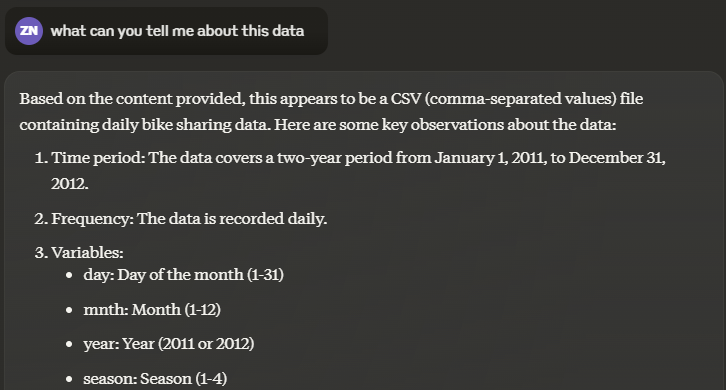 ZN what can you tell me about this data
Based on the content provided, this appears to be a CSV (comma-separated values) file
containing daily bike sharing data. Here are some key observations about the data:
1. Time period: The data covers a two-year period from January 1, 2011, to December 31,
2012.
2. Frequency: The data is recorded daily.
3. Variables:
• day: Day of the month (1-31)
• mnth: Month (1-12)
• year: Year (2011 or 2012)
• season: Season (1-4)